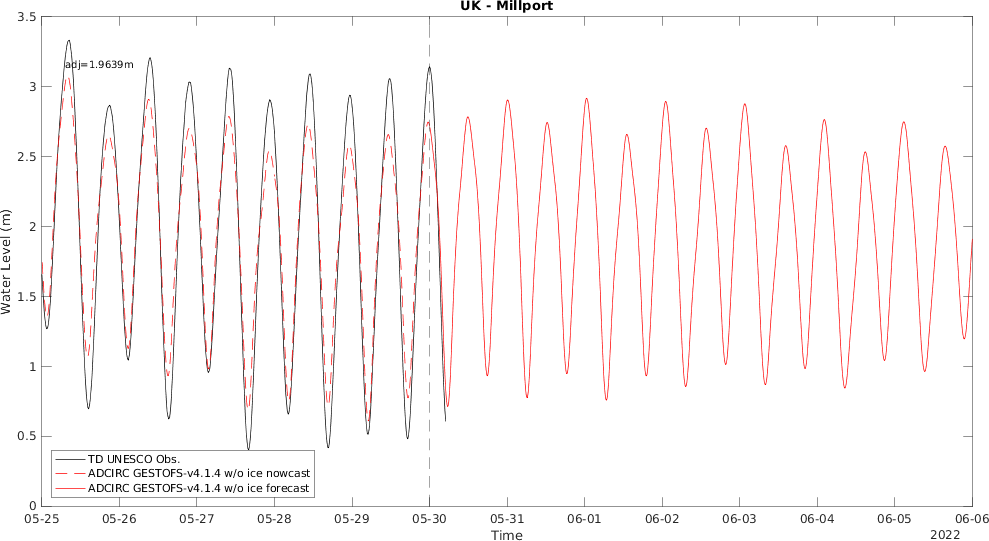 UK - Millport
3.5
3
2.5
2
1.5
1
0.5
0
Water Level (m)
adj=1.9639m
TD UNESCO Obs.
ADCIRC GESTOFS-v4.1.4 w/o ice nowcast
ADCIRC GESTOFS-v4.1.4 w/o ice forecast
05-25 05-26 05-27 05-28 05-29 05-30 05-31 06-01 06-02 06-03 06-04 06-05 06-06
Time
2022